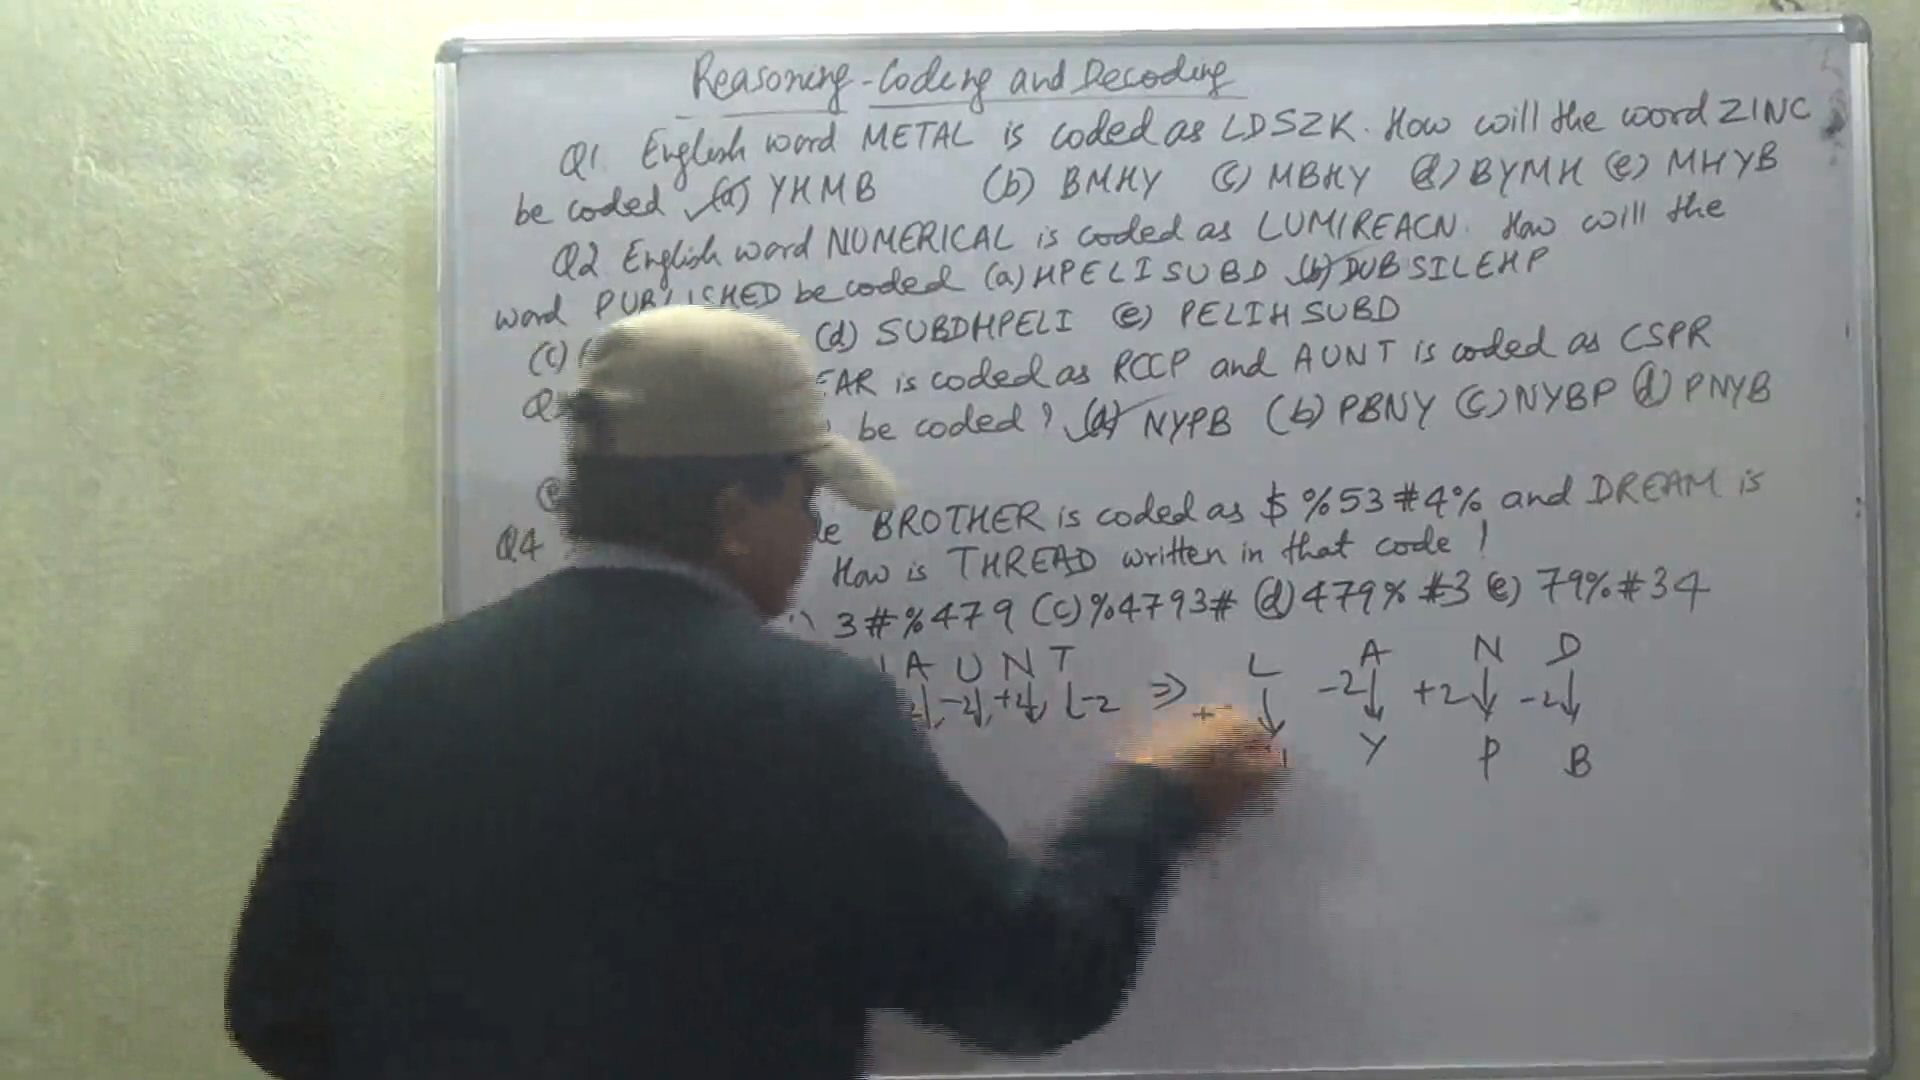 Reasoning-Coding and Decoding
Q1. English word METAL is coded as LDSZK. How will the word ZINC
be coded (a) YHMB (b) BMHY (c) MBHY (d) BYMH (e) MHYB
Q2. English word NUMERICAL is coded as LUMIREACN. How will the
word PUBLISHED be coded (a) HPELISUBD (b) DUBSILEHP
(c) (d) SUBDHPELI (e) PELIHSUBD
EAR is coded as RCCP and AUNT is coded as CSPR
be coded? (a) NYPB (b) PBNY (c) NYBP (d) PNYB
Q4 BROTHER is coded as $%53#4% and DREAM is
How is THREAD written in that code!
3#%479 (c) %4793# (d) 479%#3 (e) 79%#34
A U N T L A N D
-2 +2 -2 ⇒ + -2 +2 -2
Y P B